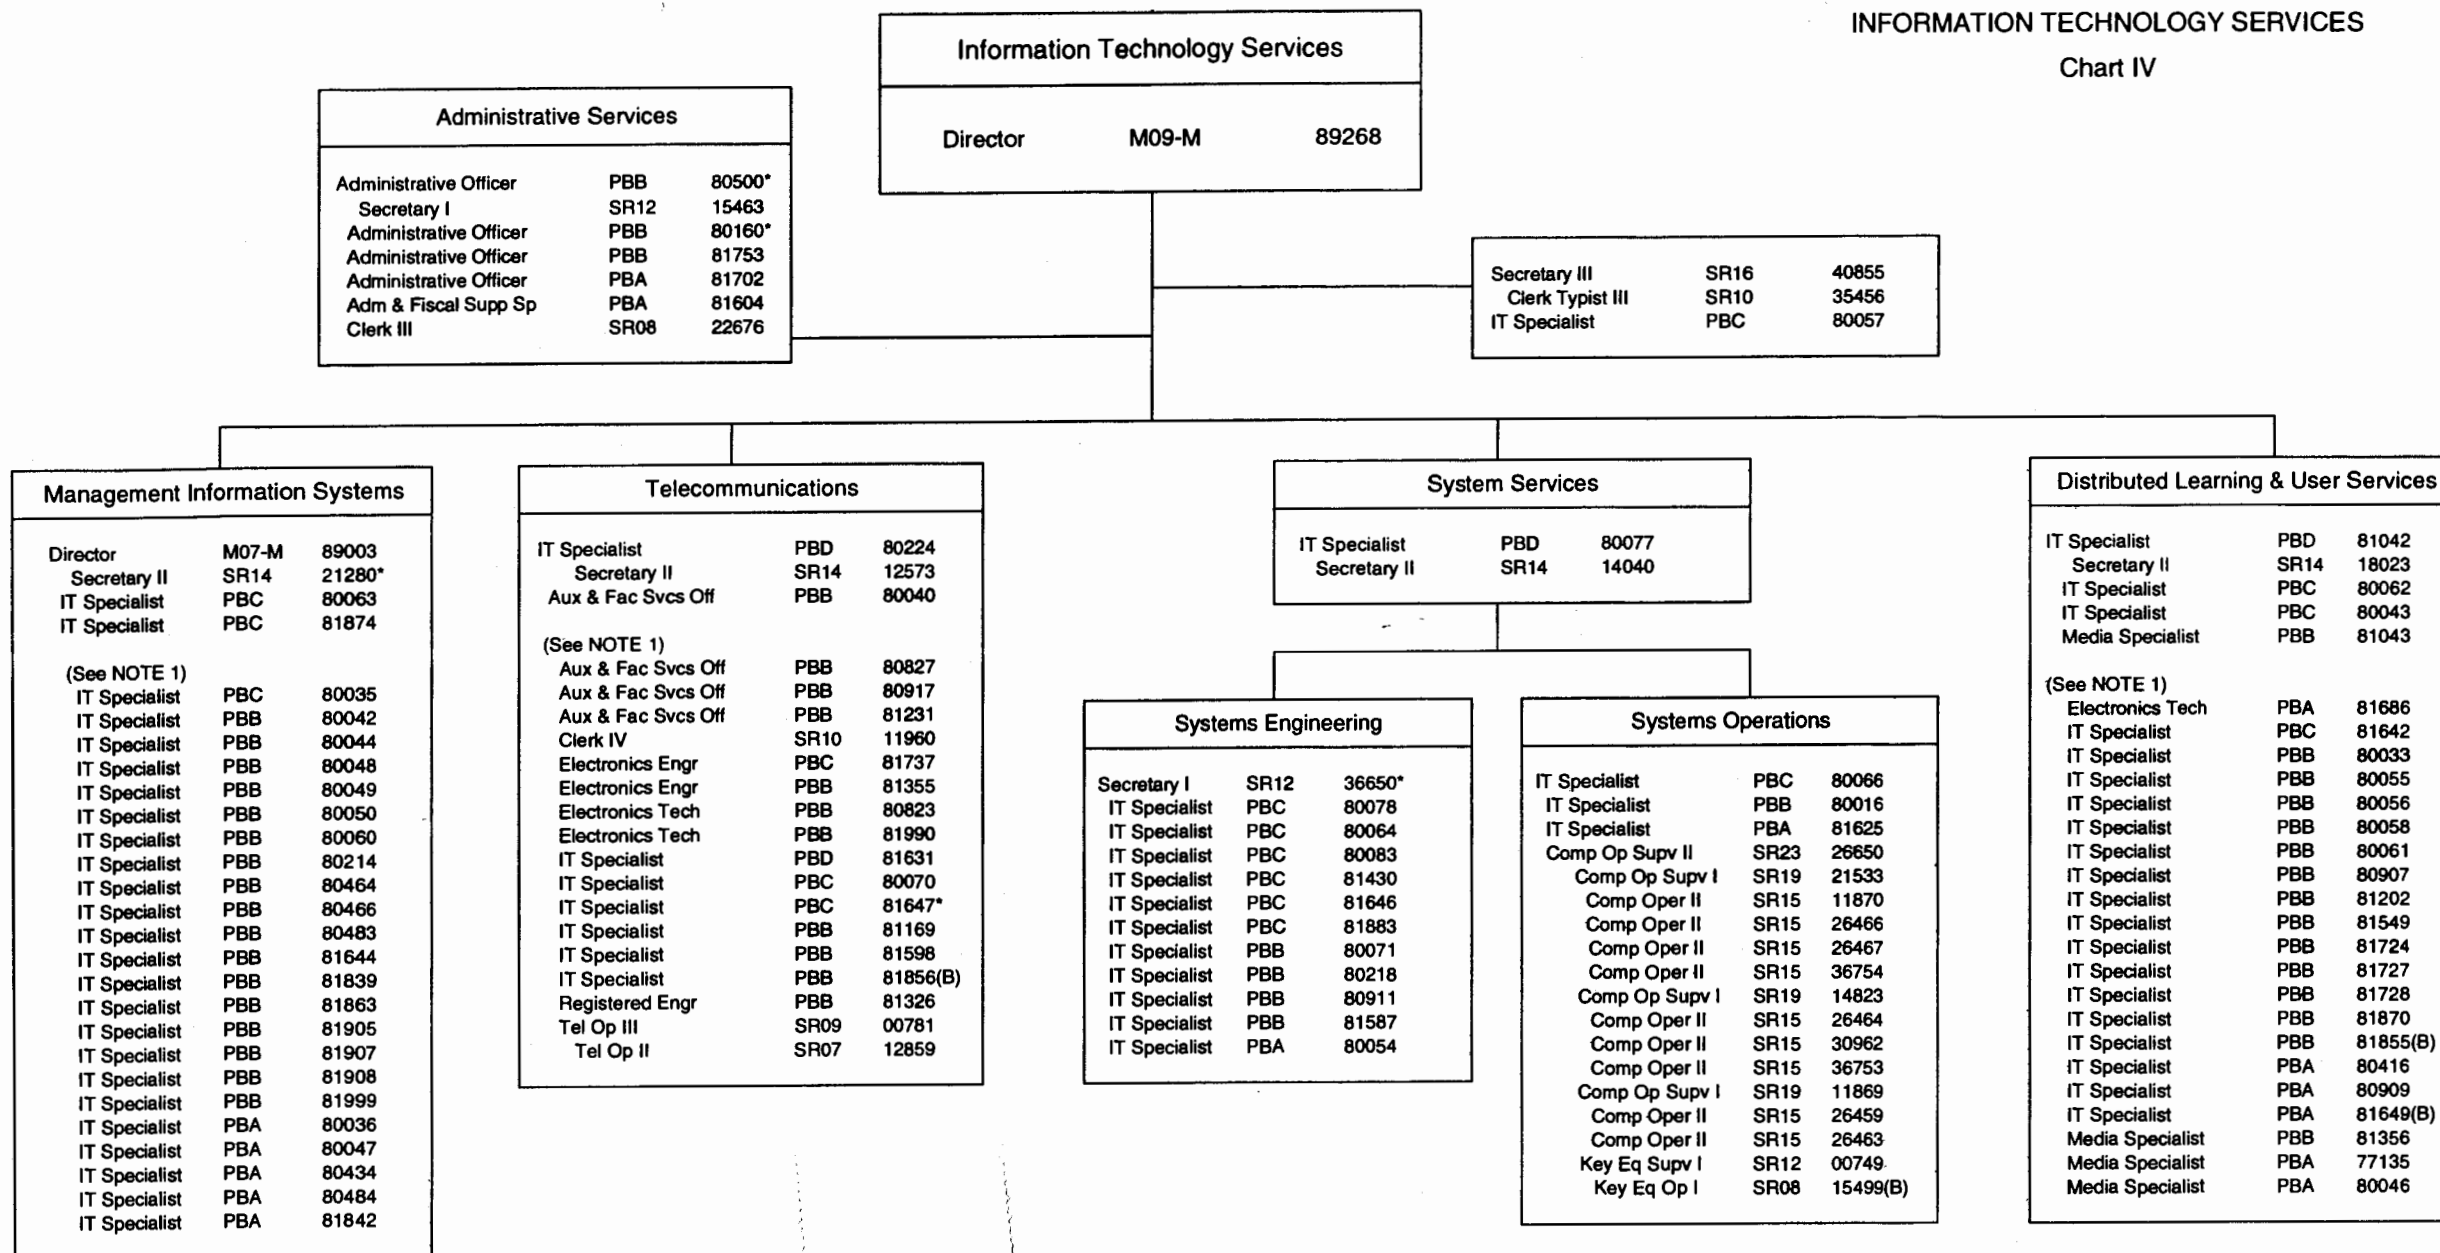 INFORMATION TECHNOLOGY SERVICES
Chart IV
Information Technology Services
Director M09-M 89268
Administrative Services
Administrative Officer PBB 80500*
Secretary I SR12 15463
Administrative Officer PBB 80160*
Administrative Officer PBB 81753
Administrative Officer PBA 81702
Adm & Fiscal Supp Sp PBA 81604
Clerk III SR08 22676
Secretary III SR16 40855
Clerk Typist III SR10 35456
IT Specialist PBC 80057
Management Information Systems
Director M07-M 89003
Secretary II SR14 21280*
IT Specialist PBC 80063
IT Specialist PBC 81874
(See NOTE 1)
IT Specialist PBC 80035
IT Specialist PBB 80042
IT Specialist PBB 80044
IT Specialist PBB 80048
IT Specialist PBB 80049
IT Specialist PBB 80050
IT Specialist PBB 80060
IT Specialist PBB 80214
IT Specialist PBB 80464
IT Specialist PBB 80466
IT Specialist PBB 80483
IT Specialist PBB 81644
IT Specialist PBB 81839
IT Specialist PBB 81863
IT Specialist PBB 81905
IT Specialist PBB 81907
IT Specialist PBB 81908
IT Specialist PBB 81999
IT Specialist PBA 80036
IT Specialist PBA 80047
IT Specialist PBA 80434
IT Specialist PBA 80484
IT Specialist PBA 81842
Telecommunications
IT Specialist PBD 80224
Secretary II SR14 12573
Aux & Fac Svcs Off PBB 80040
(See NOTE 1)
Aux & Fac Svcs Off PBB 80827
Aux & Fac Svcs Off PBB 80917
Aux & Fac Svcs Off PBB 81231
Clerk IV SR10 11960
Electronics Engr PBC 81737
Electronics Engr PBB 81355
Electronics Tech PBB 80823
Electronics Tech PBB 81990
IT Specialist PBD 81631
IT Specialist PBC 80070
IT Specialist PBC 81647*
IT Specialist PBB 81169
IT Specialist PBB 81598
IT Specialist PBB 81856(B)
Registered Engr PBB 81326
Tel Op III SR09 00781
Tel Op II SR07 12859
System Services
IT Specialist PBD 80077
Secretary II SR14 14040
Systems Engineering
Secretary I SR12 36650*
IT Specialist PBC 80078
IT Specialist PBC 80064
IT Specialist PBC 80083
IT Specialist PBC 81430
IT Specialist PBC 81646
IT Specialist PBC 81883
IT Specialist PBB 80071
IT Specialist PBB 80218
IT Specialist PBB 80911
IT Specialist PBB 81587
IT Specialist PBA 80054
Systems Operations
IT Specialist PBC 80066
IT Specialist PBB 80016
IT Specialist PBA 81625
Comp Op Supv II SR23 26650
Comp Op Supv I SR19 21533
Comp Oper II SR15 11870
Comp Oper II SR15 26466
Comp Oper II SR15 26467
Comp Oper II SR15 36754
Comp Op Supv I SR19 14823
Comp Oper II SR15 26464
Comp Oper II SR15 30962
Comp Oper II SR15 36753
Comp Op Supv I SR19 11869
Comp Oper II SR15 26459
Comp Oper II SR15 26463
Key Eq Supv I SR12 00749
Key Eq Op I SR08 15499(B)
Distributed Learning & User Services
IT Specialist PBD 81042
Secretary II SR14 18023
IT Specialist PBC 80062
IT Specialist PBC 80043
Media Specialist PBB 81043
(See NOTE 1)
Electronics Tech PBA 81686
IT Specialist PBC 81642
IT Specialist PBB 80033
IT Specialist PBB 80055
IT Specialist PBB 80056
IT Specialist PBB 80058
IT Specialist PBB 80061
IT Specialist PBB 80907
IT Specialist PBB 81202
IT Specialist PBB 81549
IT Specialist PBB 81724
IT Specialist PBB 81727
IT Specialist PBB 81728
IT Specialist PBB 81870
IT Specialist PBB 81855(B)
IT Specialist PBA 80416
IT Specialist PBA 80909
IT Specialist PBA 81649(B)
Media Specialist PBB 81356
Media Specialist PBA 77135
Media Specialist PBA 80046